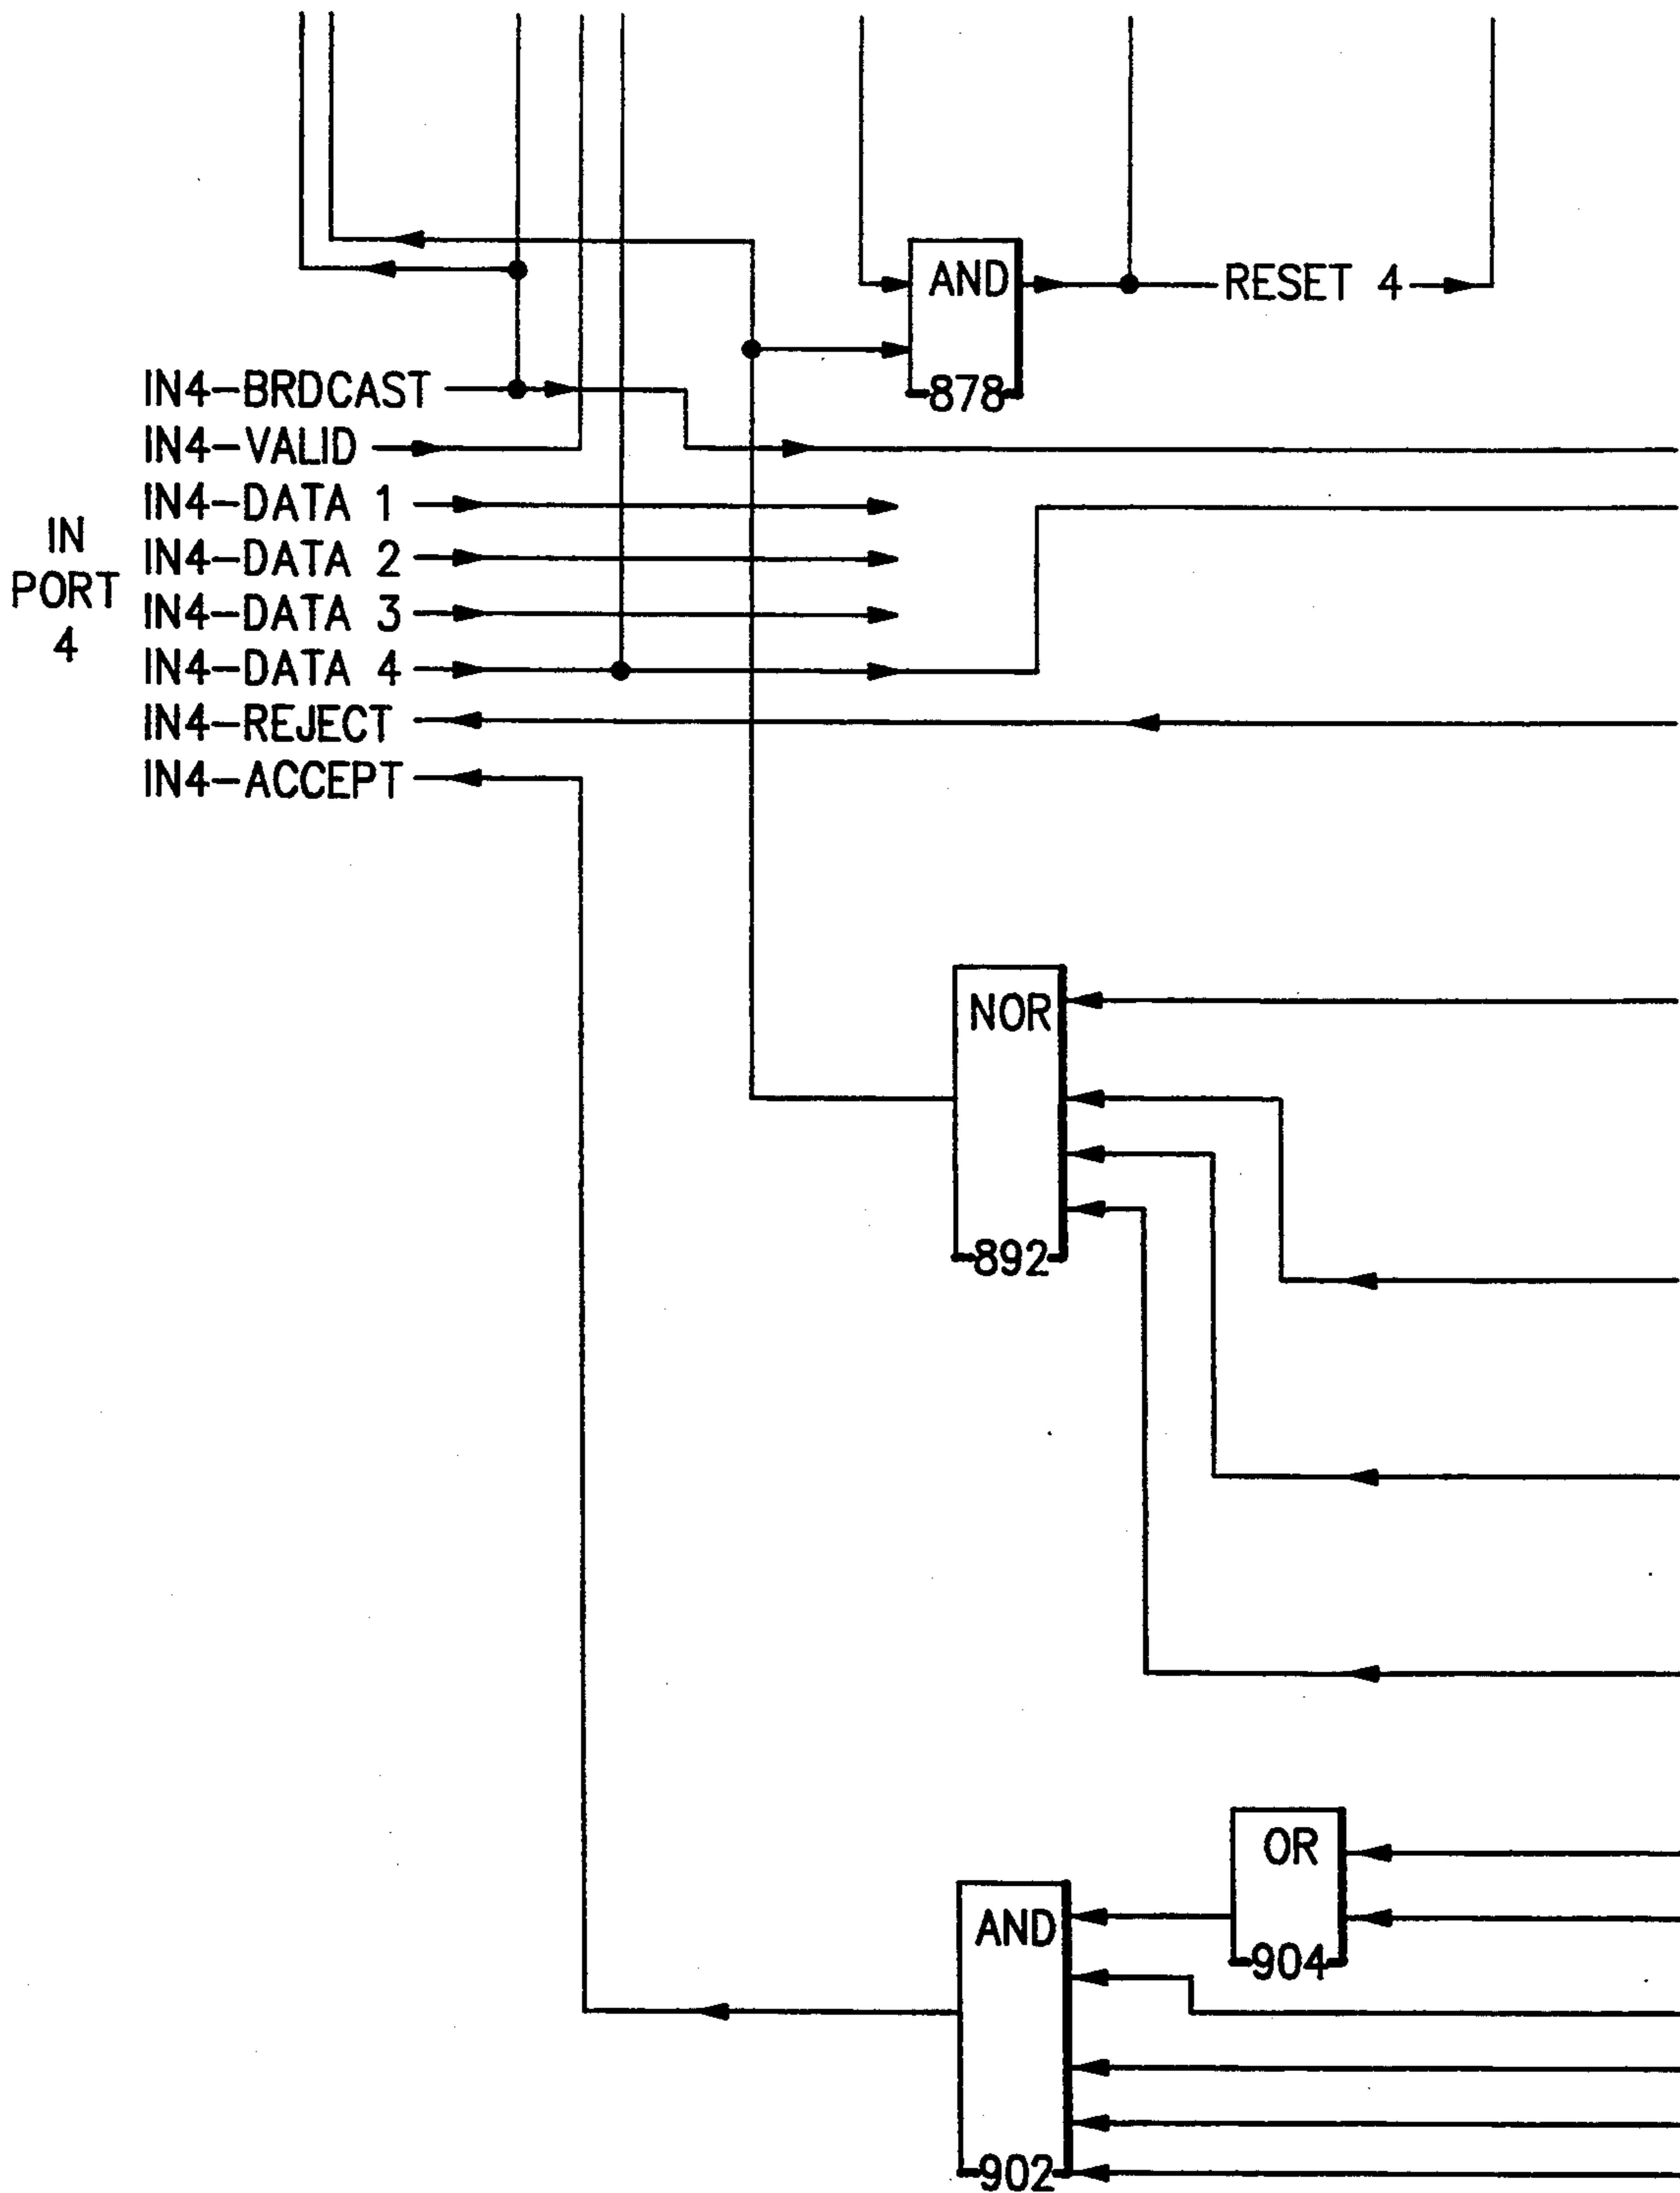 AND
RESET 4
878
IN4-BRDCAST
IN4-VALID
IN4-DATA 1
IN4-DATA 2
IN4-DATA 3
IN4-DATA 4
IN4-REJECT
IN4-ACCEPT
IN
PORT
4
NOR
892
OR
904
AND
902